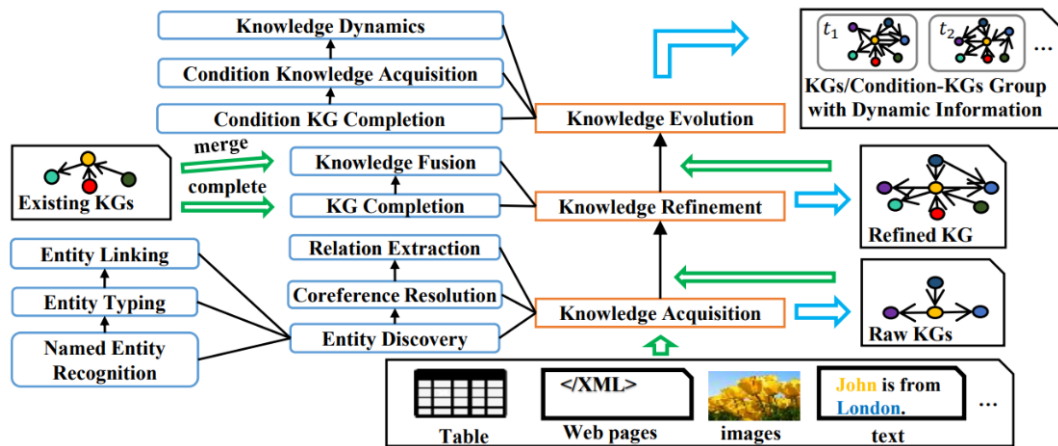 Knowledge Dynamics
Condition Knowledge Acquisition
Condition KG Completion
merge
Existing KGs
complete
Knowledge Fusion
KG Completion
Entity Linking
Entity Typing
Named Entity
Recognition
Relation Extraction
Coreference Resolution
Entity Discovery
Knowledge Evolution
Knowledge Refinement
Knowledge Acquisition
t1
t2
...
KGs/Condition-KGs Group
with Dynamic Information
Refined KG
Raw KGs
</XML>
John is from
London.
...
Table
Web pages
images
text